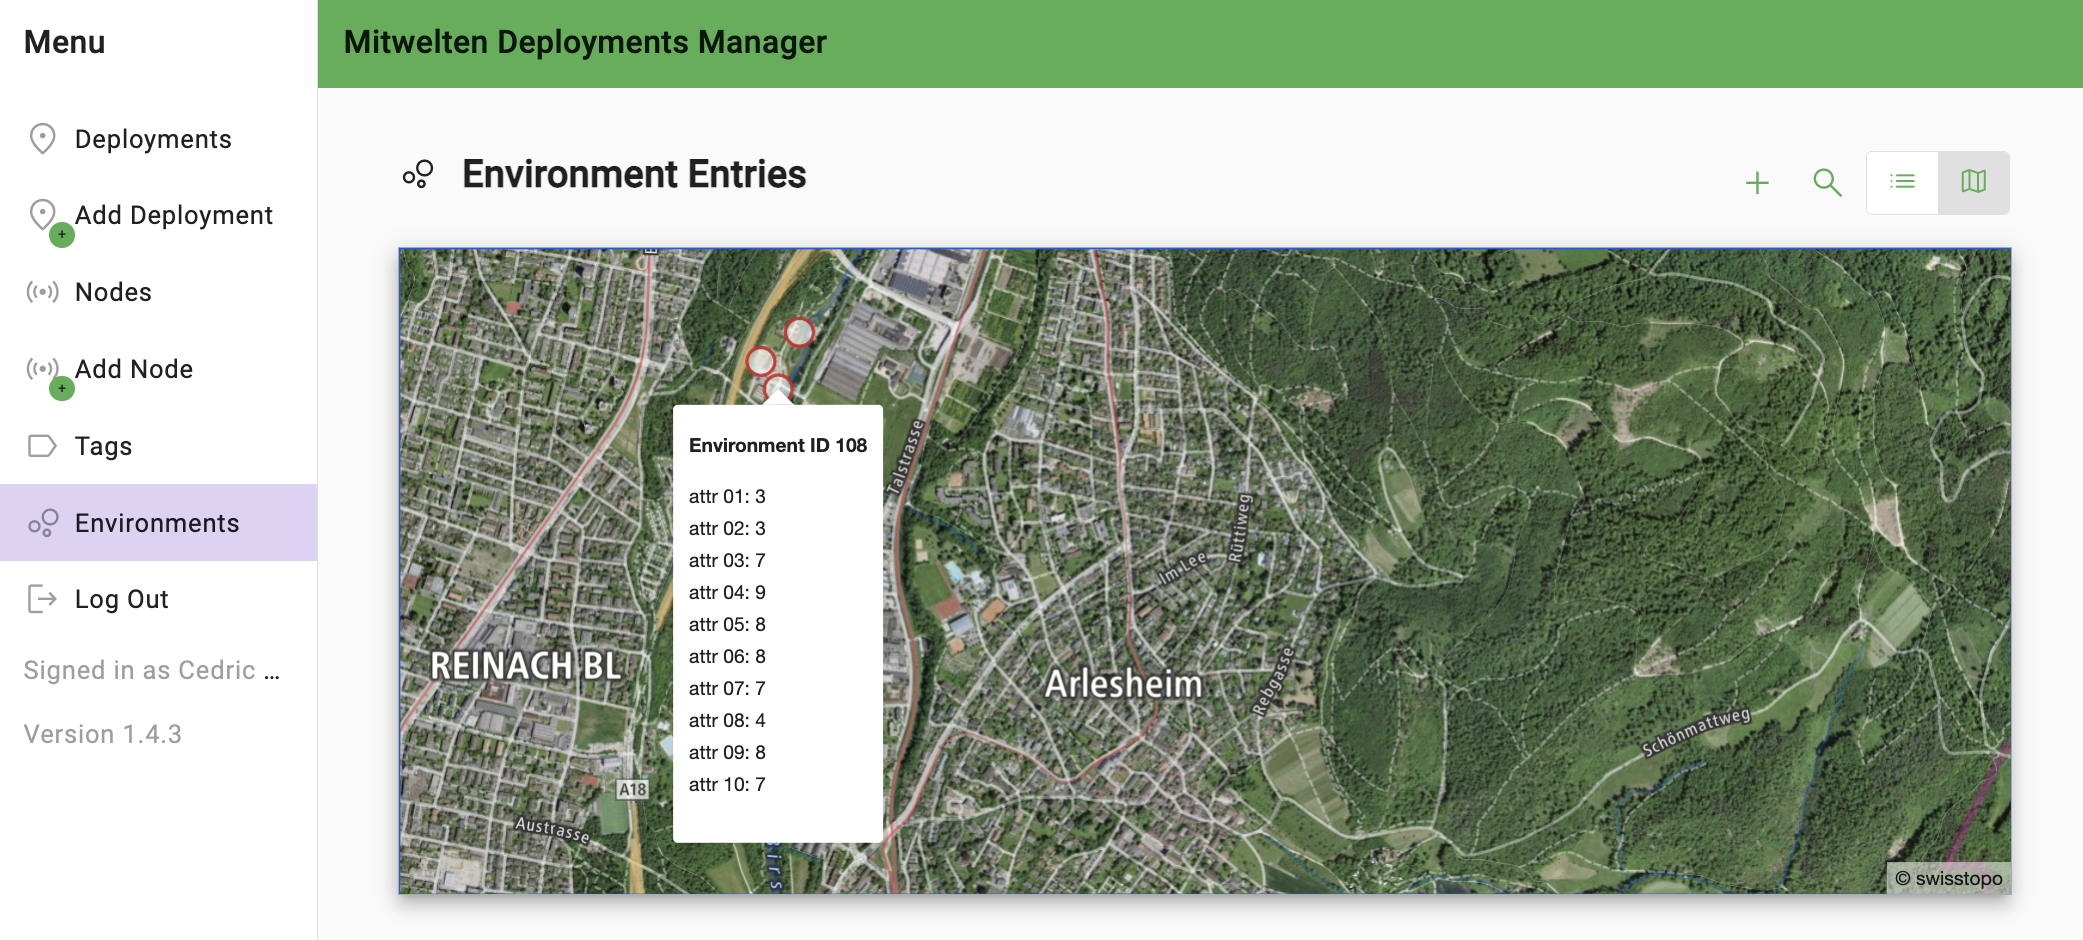 Menu
Mitwelten Deployments Manager
Deployments
Add Deployment
Nodes
Add Node
Tags
Environments
Log Out
Signed in as Cedric ...
Version 1.4.3
Environment Entries
Environment ID 108
attr 01: 3
attr 02: 3
attr 03: 7
attr 04: 9
attr 05: 8
attr 06: 8
attr 07: 7
attr 08: 4
attr 09: 8
attr 10: 7
Talstrasse
Rüttiweg
Im Lee
REINACH BL
Arlesheim
Rebgasse
Schönmattweg
A18
Austrasse
Birs
© swisstopo